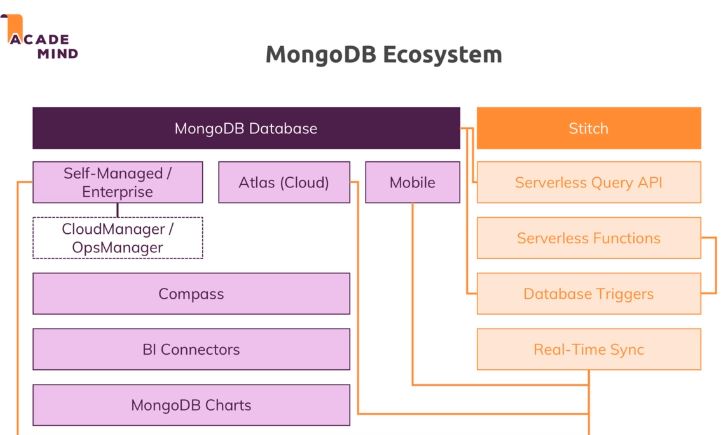 ACADE
MIND
MongoDB Ecosystem
MongoDB Database
Stitch
Self-Managed /
Enterprise
Atlas (Cloud)
Mobile
Serverless Query API
CloudManager /
OpsManager
Serverless Functions
Compass
Database Triggers
BI Connectors
Real-Time Sync
MongoDB Charts